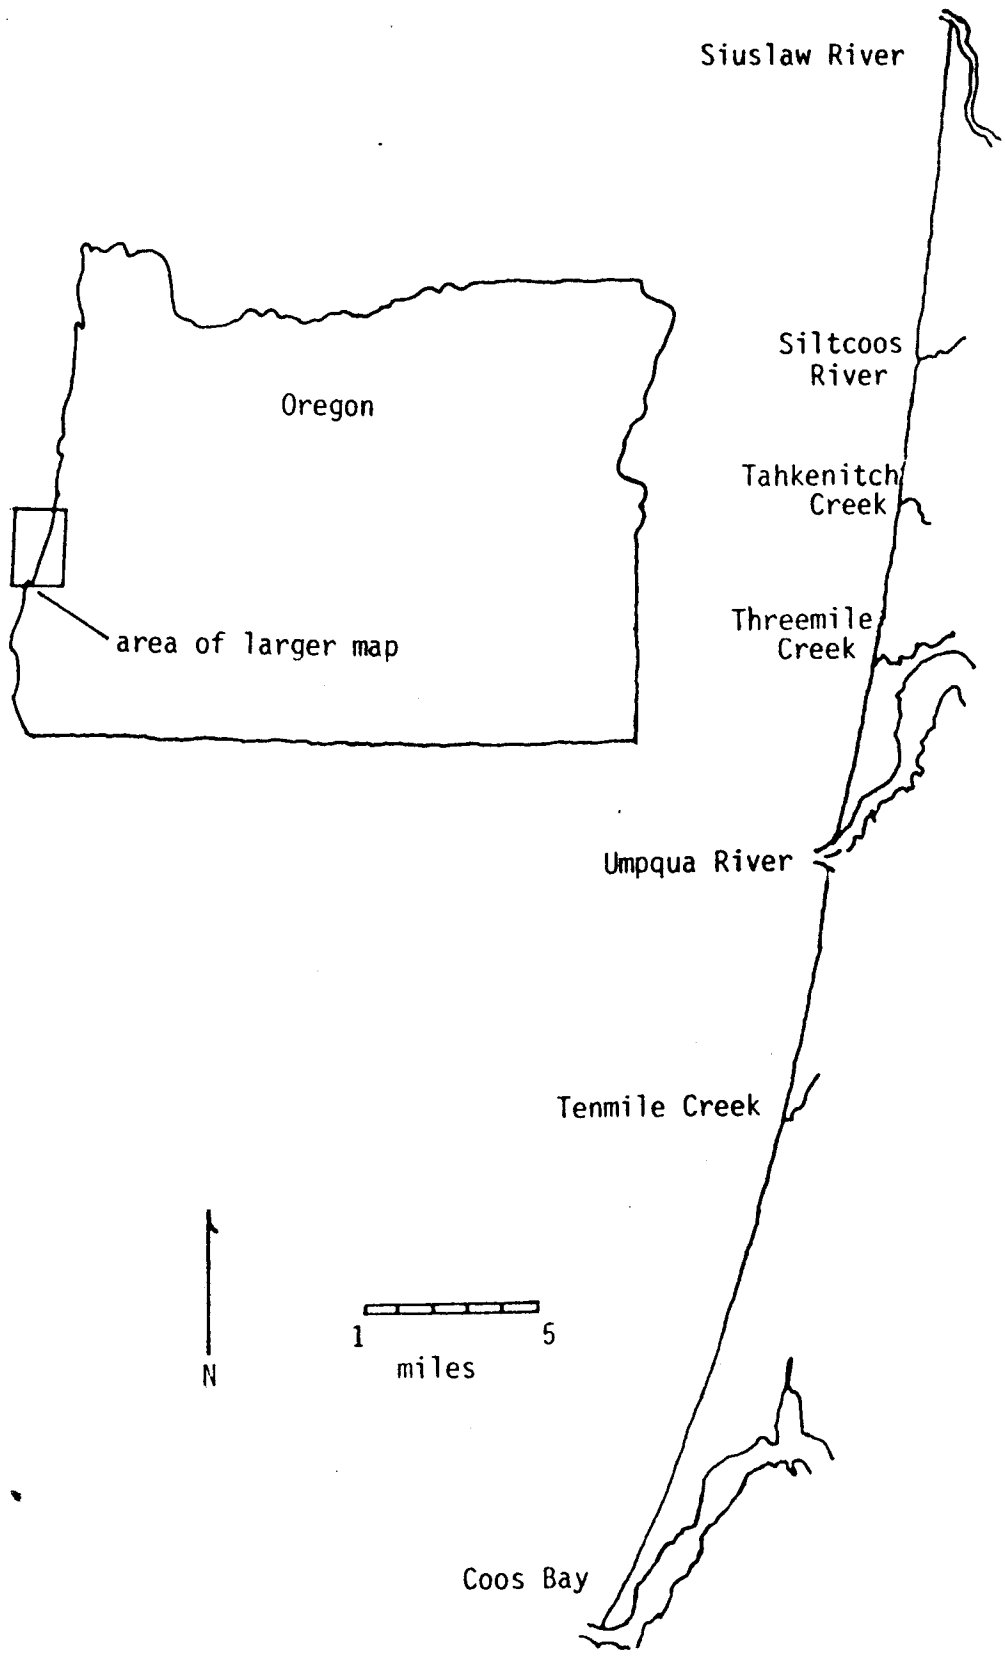 Siuslaw River
Siltcoos
River
Oregon
Tahkenitch
Creek
Threemile
Creek
area of larger map
Umpqua River
Tenmile Creek
1 5
miles
N
Coos Bay